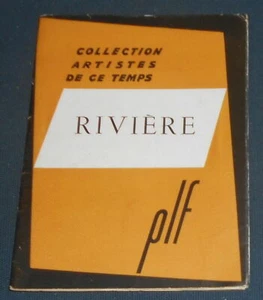 COLLECTION
ARTISTES
DE CE TEMPS
RIVIÈRE
plf